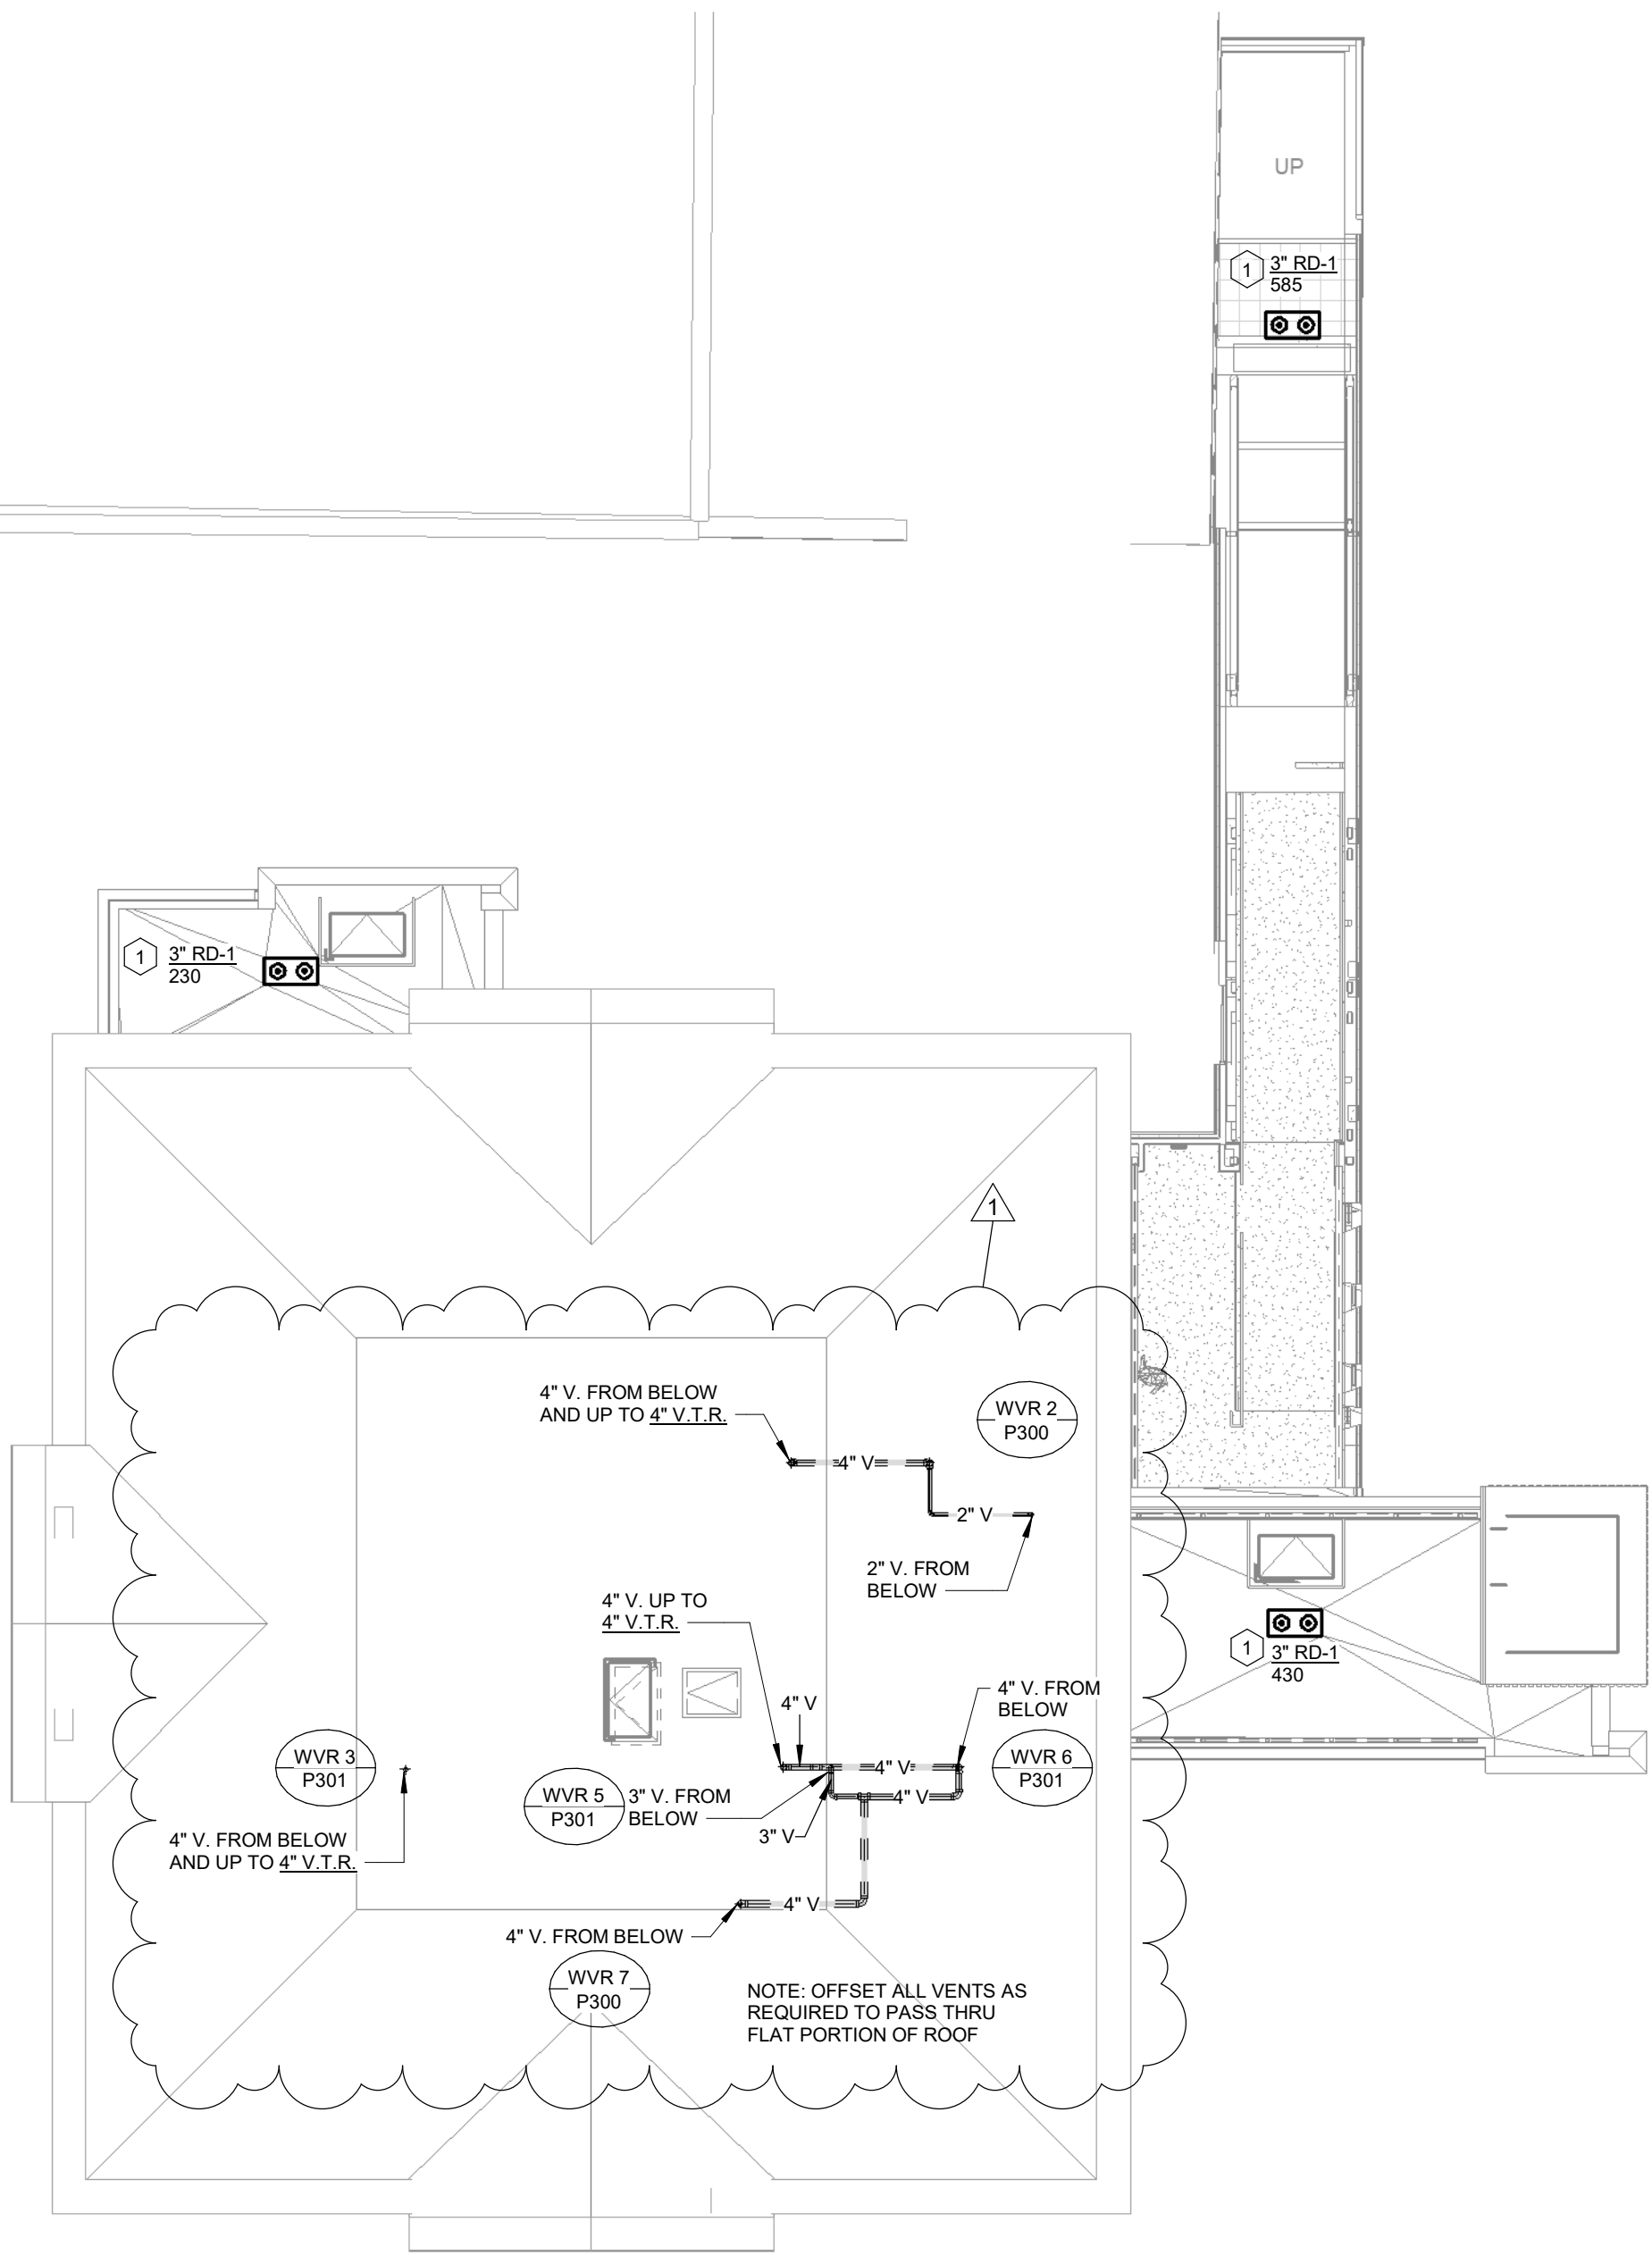 UP
1
3" RD-1
585
1
3" RD-1
230
1
4" V. FROM BELOW
AND UP TO 4" V.T.R.
WVR 2
P300
4" V
2" V
2" V. FROM
BELOW
4" V. UP TO
4" V.T.R.
1
3" RD-1
430
4" V
4" V. FROM
BELOW
WVR 3
P301
4" V
WVR 6
P301
WVR 5
P301
3" V. FROM
BELOW
4" V
3" V
4" V. FROM BELOW
AND UP TO 4" V.T.R.
4" V
4" V. FROM BELOW
WVR 7
P300
NOTE: OFFSET ALL VENTS AS
REQUIRED TO PASS THRU
FLAT PORTION OF ROOF